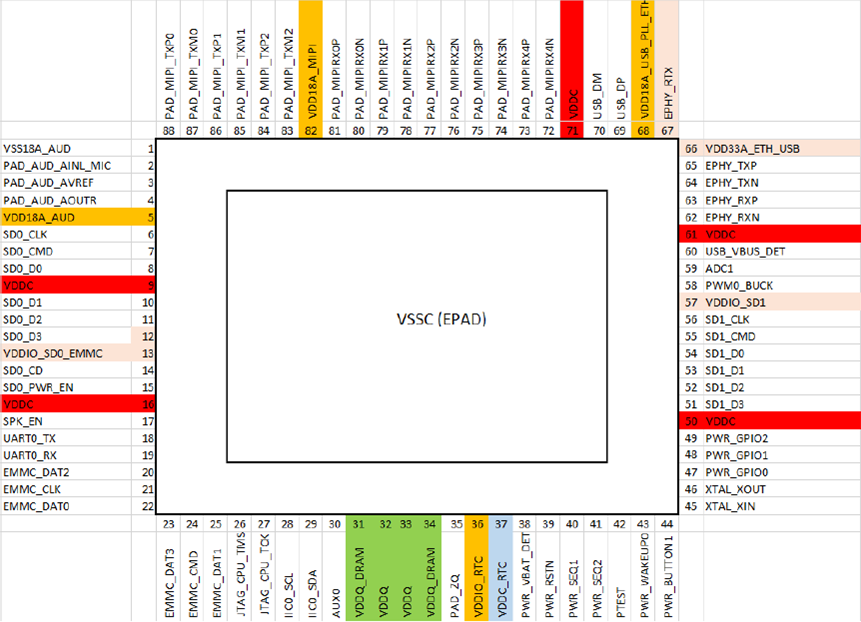 PAD_MIPI_TXP0
PAD_MIPI_TXM0
PAD_MIPI_TXP1
PAD_MIPI_TXM1
PAD_MIPI_TXP2
PAD_MIPI_TXM2
VDD18A_MIPI
PAD_MIPIRX0P
PAD_MIPIRX0N
PAD_MIPIRX1P
PAD_MIPIRX1N
PAD_MIPIRX2P
PAD_MIPIRX2N
PAD_MIPIRX3P
PAD_MIPIRX3N
PAD_MIPIRX4P
PAD_MIPIRX4N
VDDC
USB_DM
USB_DP
VDD18A_USB_PLL_ETH
EPHY_RTX
88 87 86 85 84 83 82 81 80 79 78 77 76 75 74 73 72 71 70 69 68 67
VSS18A_AUD 1
PAD_AUD_AINL_MIC 2
PAD_AUD_AVREF 3
PAD_AUD_AOUTR 4
VDD18A_AUD 5
SD0_CLK 6
SD0_CMD 7
SD0_D0 8
VDDC 9
SD0_D1 10
SD0_D2 11
SD0_D3 12
VDDIO_SD0_EMMC 13
SD0_CD 14
SD0_PWR_EN 15
VDDC 16
SPK_EN 17
UART0_TX 18
UART0_RX 19
EMMC_DAT2 20
EMMC_CLK 21
EMMC_DAT0 22
VSSC (EPAD)
66 VDD33A_ETH_USB
65 EPHY_TXP
64 EPHY_TXN
63 EPHY_RXP
62 EPHY_RXN
61 VDDC
60 USB_VBUS_DET
59 ADC1
58 PWM0_BUCK
57 VDDIO_SD1
56 SD1_CLK
55 SD1_CMD
54 SD1_D0
53 SD1_D1
52 SD1_D2
51 SD1_D3
50 VDDC
49 PWR_GPIO2
48 PWR_GPIO1
47 PWR_GPIO0
46 XTAL_XOUT
45 XTAL_XIN
23 24 25 26 27 28 29 30 31 32 33 34 35 36 37 38 39 40 41 42 43 44
EMMC_DAT3
EMMC_CMD
EMMC_DAT1
JTAG_CPU_TMS
JTAG_CPU_TCK
IIC0_SCL
IIC0_SDA
AUX0
VDDQ_DRAM
VDDQ
VDDQ
VDDQ_DRAM
PAD_ZQ
VDDIO_RTC
VDDC_RTC
PWR_VBAT_DET
PWR_RSTN
PWR_SEQ1
PWR_SEQ2
PTEST
PWR_WAKEUP0
PWR_BUTTON1